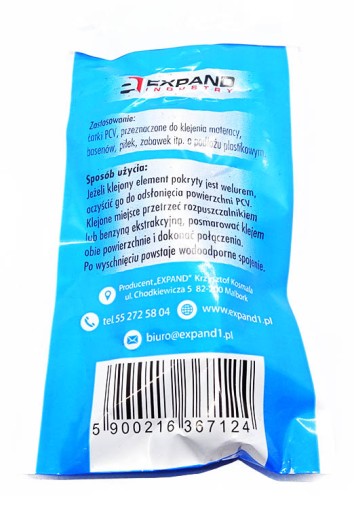 EXPAND
INDUSTRY
Zastosowanie:
Łatki PCV, przeznaczone do klejenia materacy,
basenów, piłek, zabawek itp. o podłożu plastikowym.
Sposób użycia:
Jeżeli klejony element pokryty jest welurem,
oczyścić go do odsłonięcia powierzchni PCV.
Klejone miejsce przetrzeć rozpuszczalnikiem
lub benzyną ekstrakcyjną, posmarować klejem
obie powierzchnie i dokonać połączenia.
Po wyschnięciu powstaje wodoodporne spojenie.
Producent „EXPAND" Krzysztof Kosmala
ul. Chodkiewicza 5 82-200 Malbork
tel. 55 272 58 04
www.expand1.pl
biuro@expand1.pl
5 900216 367124